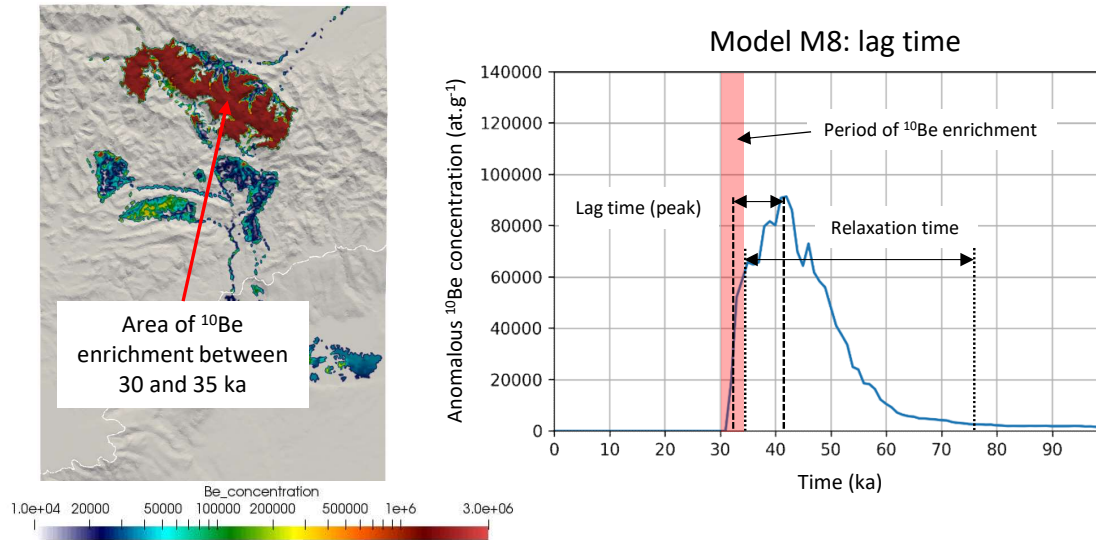 Area of ¹⁰Be
enrichment between
30 and 35 ka
Be_concentration
1.0e+04 20000 50000 100000 200000 500000 1e+6 3.0e+06
Model M8: lag time
Anomalous ¹⁰Be concentration (at.g⁻¹)
140000
120000
100000
80000
60000
40000
20000
0
Period of ¹⁰Be enrichment
Lag time (peak)
Relaxation time
0 10 20 30 40 50 60 70 80 90
Time (ka)